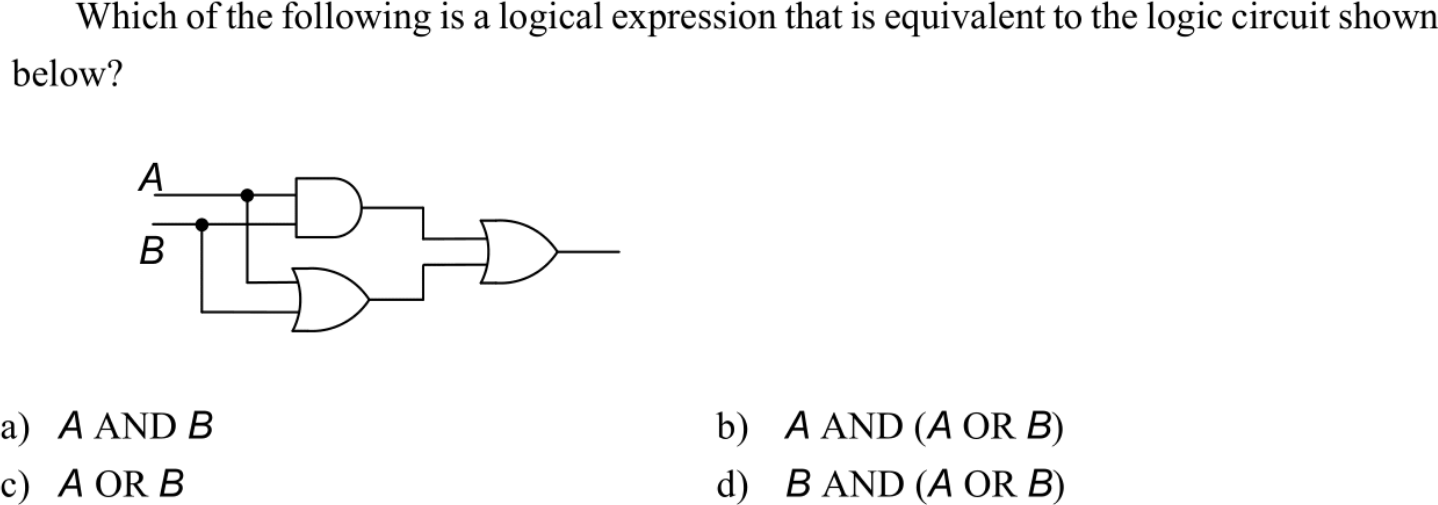 Which of the following is a logical expression that is equivalent to the logic circuit shown
below?
A
B
a) A AND B
b) A AND (A OR B)
c) A OR B
d) B AND (A OR B)